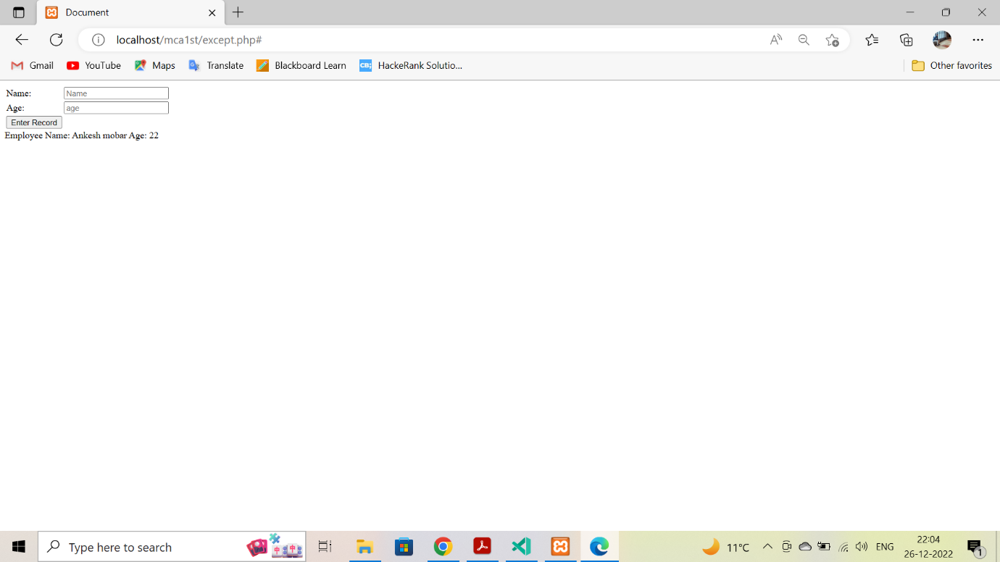 Document
localhost/mca1st/except.php#
Gmail YouTube Maps Translate Blackboard Learn CB; HackeRank Solutio... Other favorites
Name: Name
Age: age
Enter Record
Employee Name: Ankesh mobar Age: 22
Type here to search 11°C ENG 22:04
26-12-2022 1